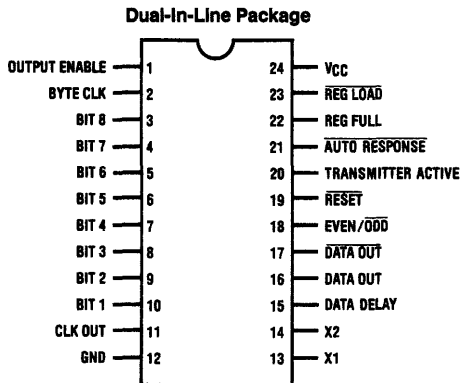 Dual-In-Line Package
OUTPUT ENABLE 1 24 VCC
BYTE CLK 2 23 REG LOAD
BIT 8 3 22 REG FULL
BIT 7 4 21 AUTO RESPONSE
BIT 6 5 20 TRANSMITTER ACTIVE
BIT 5 6 19 RESET
BIT 4 7 18 EVEN/ODD
BIT 3 8 17 DATA OUT
BIT 2 9 16 DATA OUT
BIT 1 10 15 DATA DELAY
CLK OUT 11 14 X2
GND 12 13 X1